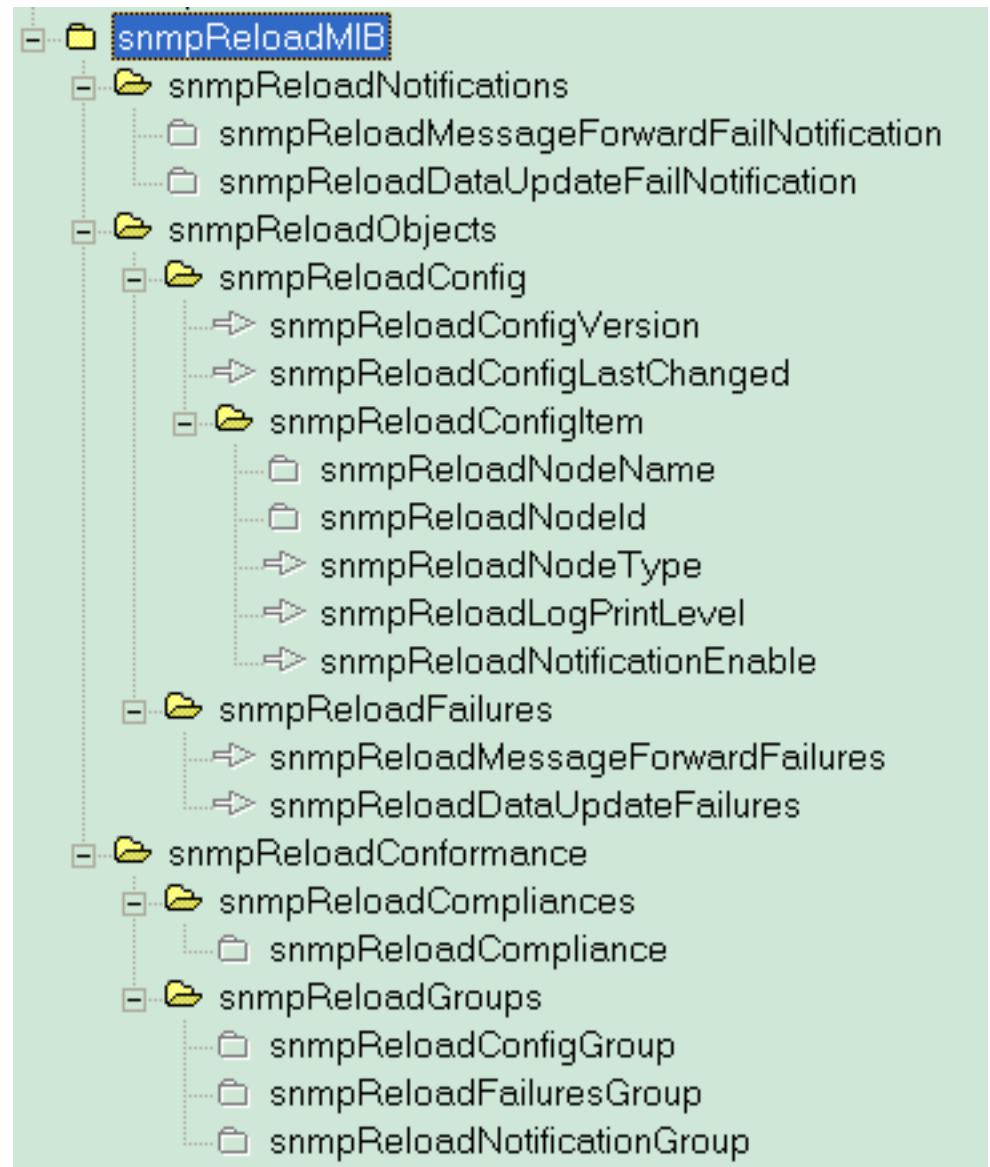 snmpReloadMIB
snmpReloadNotifications
snmpReloadMessageForwardFailNotification
snmpReloadDataUpdateFailNotification
snmpReloadObjects
snmpReloadConfig
snmpReloadConfigVersion
snmpReloadConfigLastChanged
snmpReloadConfigItem
snmpReloadNodeName
snmpReloadNodeId
snmpReloadNodeType
snmpReloadLogPrintLevel
snmpReloadNotificationEnable
snmpReloadFailures
snmpReloadMessageForwardFailures
snmpReloadDataUpdateFailures
snmpReloadConformance
snmpReloadCompliances
snmpReloadCompliance
snmpReloadGroups
snmpReloadConfigGroup
snmpReloadFailuresGroup
snmpReloadNotificationGroup